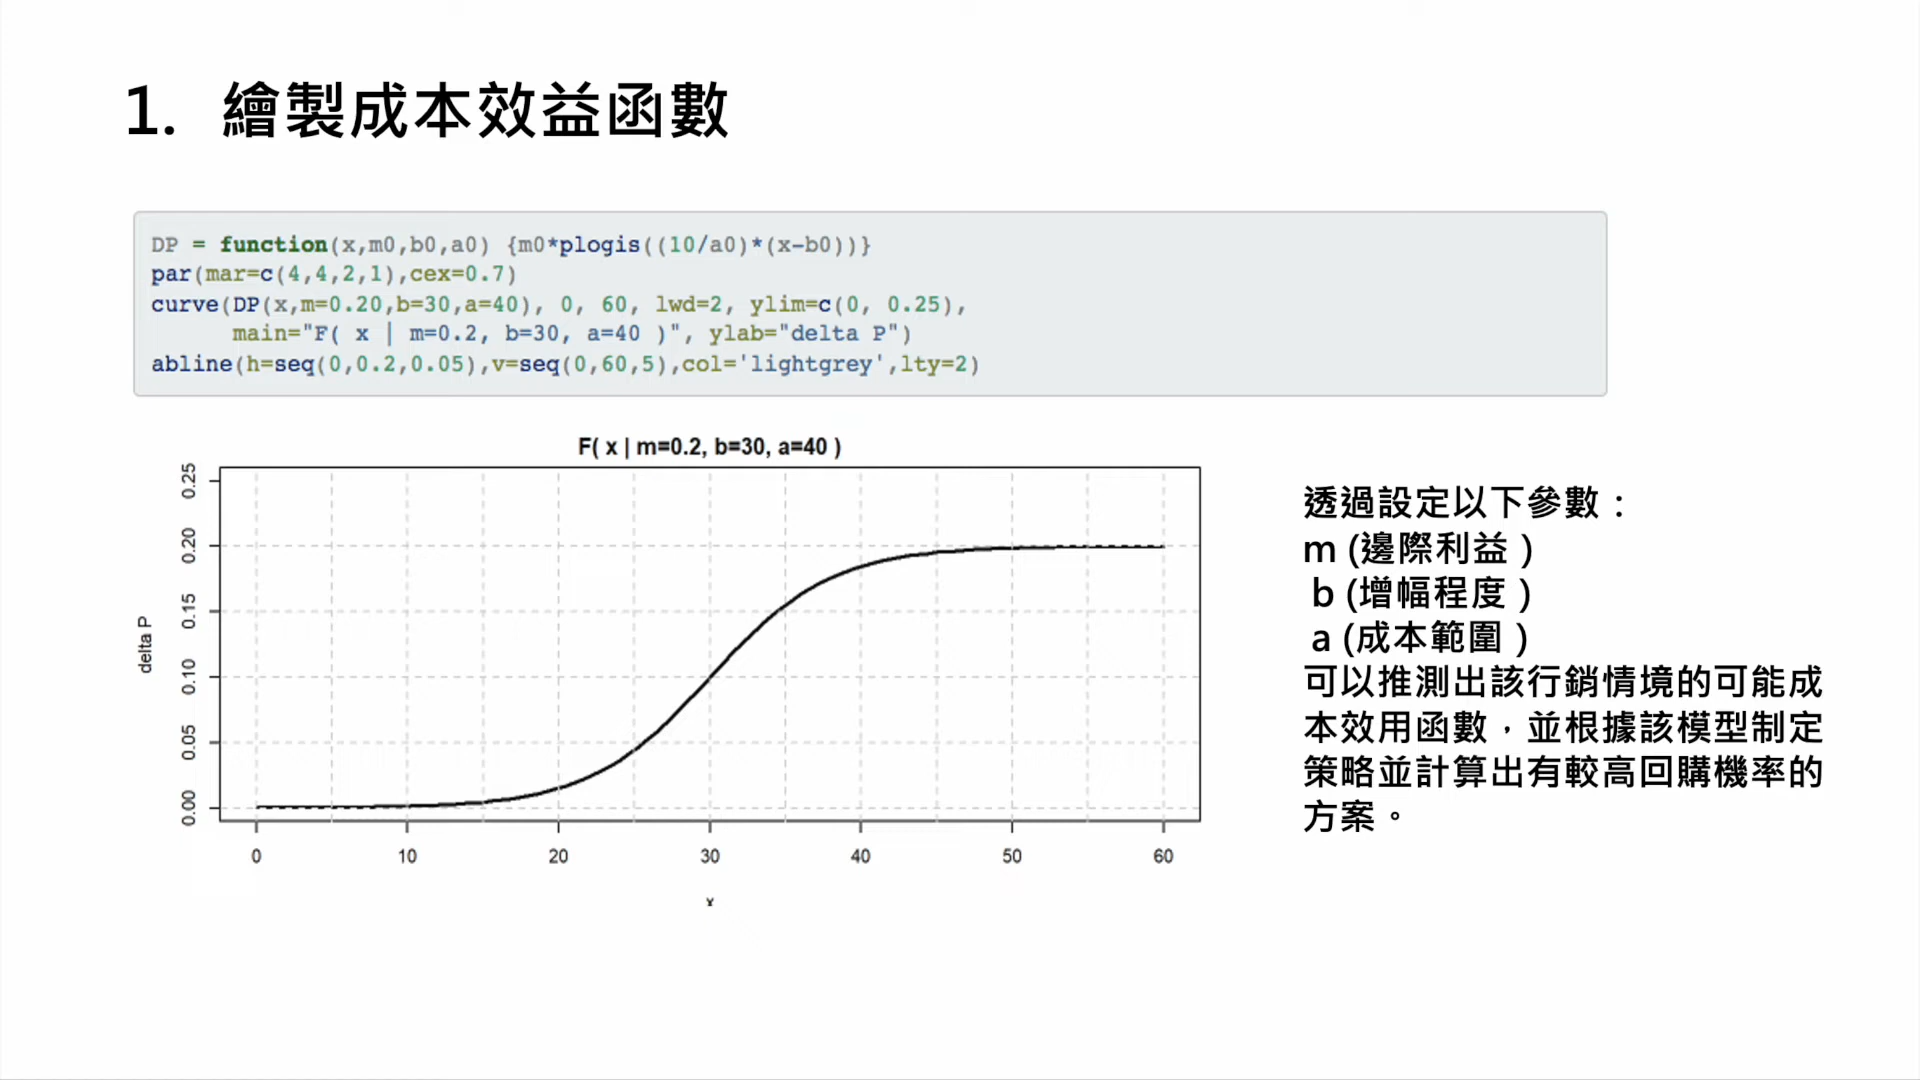 1. 繪製成本效益函數
DP = function(x,m0,b0,a0) {m0*plogis((10/a0)*(x-b0))}
par(mar=c(4,4,2,1),cex=0.7)
curve(DP(x,m=0.20,b=30,a=40), 0, 60, lwd=2, ylim=c(0, 0.25),
main="F( x | m=0.2, b=30, a=40 )", ylab="delta P")
abline(h=seq(0,0.2,0.05),v=seq(0,60,5),col='lightgrey',lty=2)
F( x | m=0.2, b=30, a=40 )
0.25
0.20
0.15
0.10
0.05
0.00
delta P
0 10 20 30 40 50 60
x
透過設定以下參數：
m (邊際利益 )
b (增幅程度 )
a (成本範圍 )
可以推測出該行銷情境的可能成
本效用函數，並根據該模型制定
策略並計算出有較高回購機率的
方案。